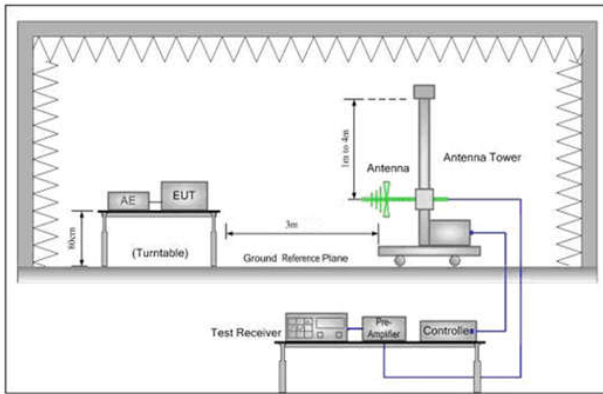 1m to 4m
Antenna
Antenna Tower
AE
EUT
80cm
3m
(Turntable)
Ground Reference Plane
Test Receiver
Pre-
Amplifier
Controller